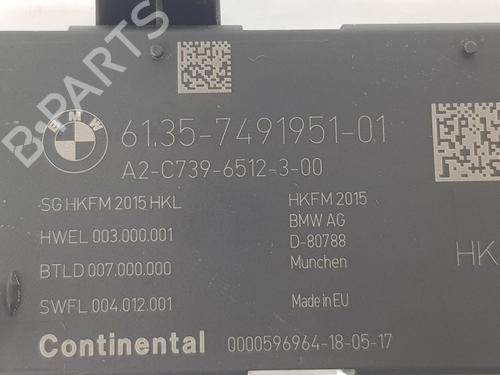 BMW
61.35-7491951-01
A2-C739-6512-3-00
SG HKFM 2015 HKL
HWEL 003.000.001
BTLD 007.000.000
SWFL 004.012.001
HKFM 2015
BMW AG
D-80788
Munchen
Made in EU
HK
Continental 0000596964-18-05-17
B-PARTS